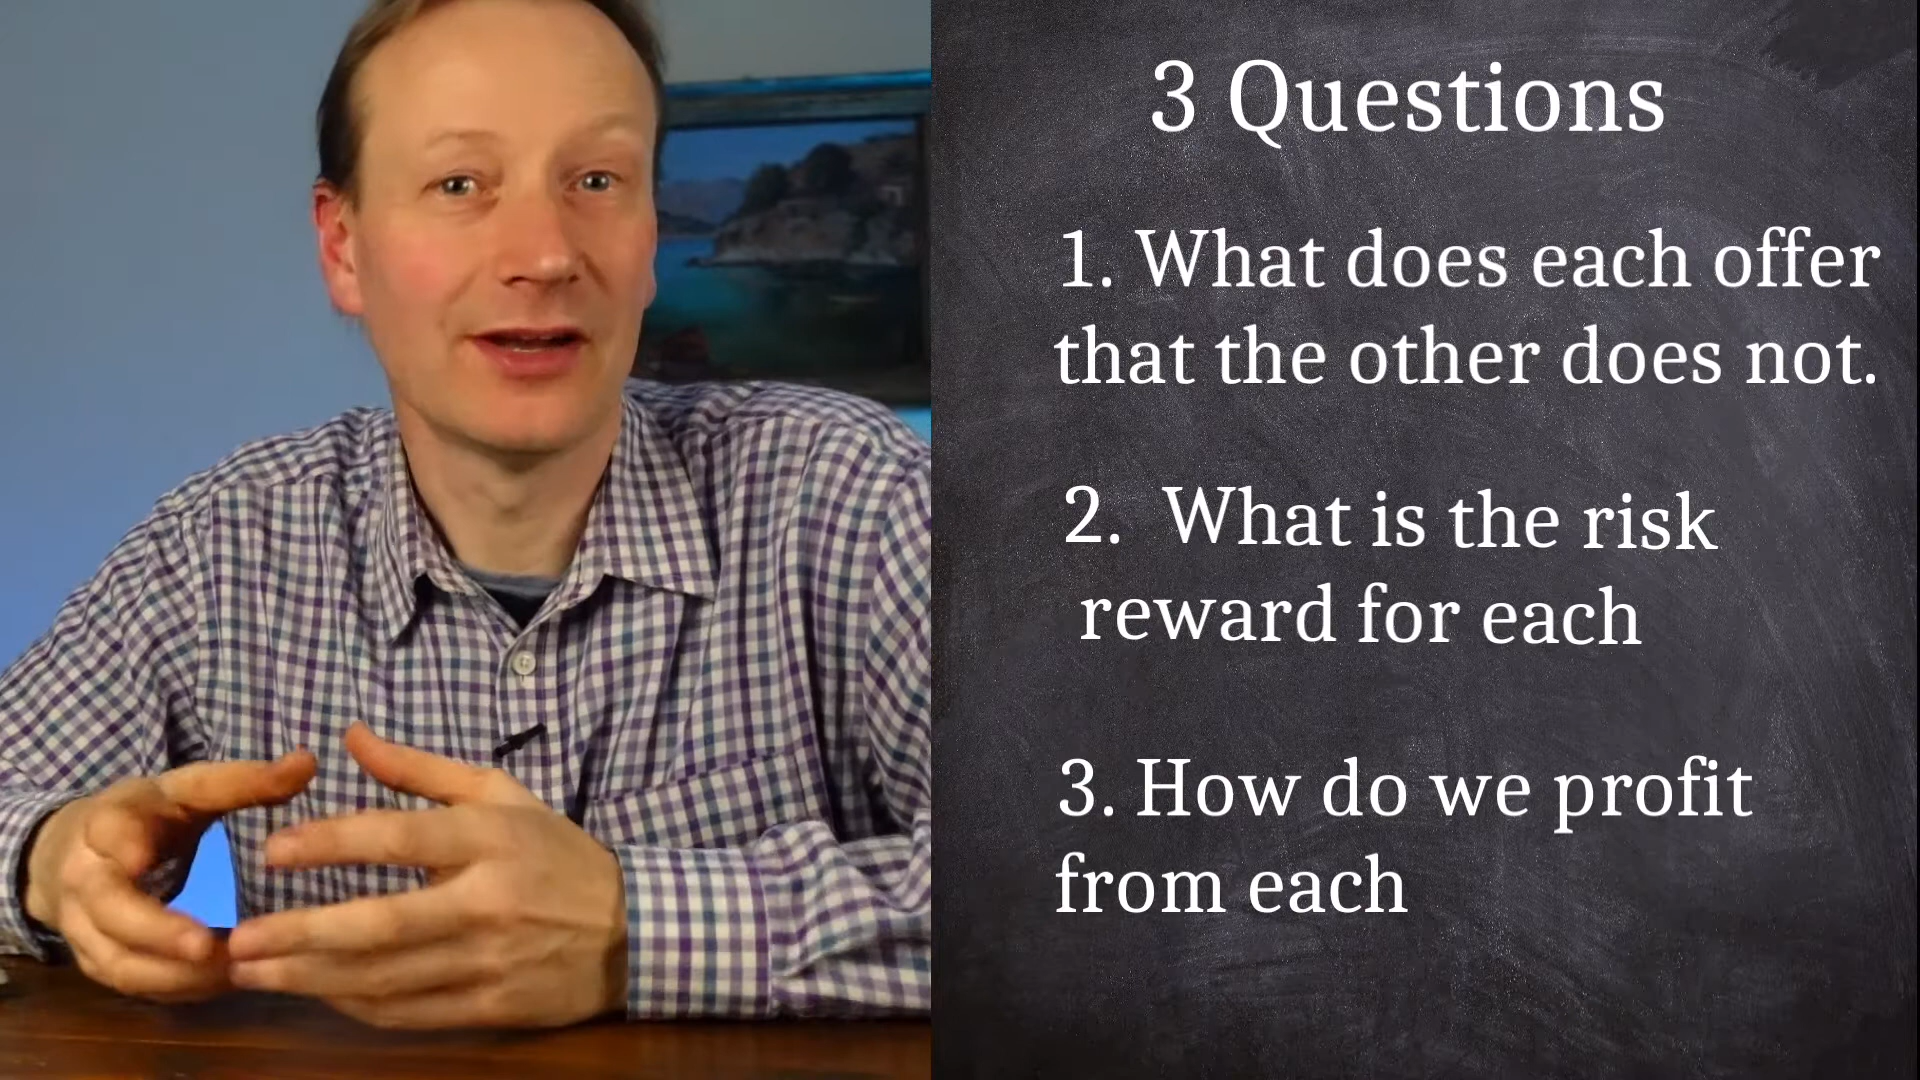 3 Questions
1. What does each offer
that the other does not.
2. What is the risk
reward for each
3. How do we profit
from each